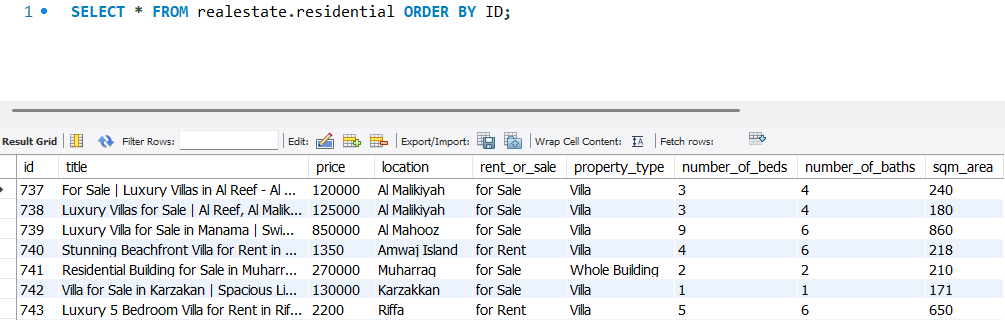 1 SELECT * FROM realestate.residential ORDER BY ID;
Result Grid Filter Rows: Edit: Export/Import: Wrap Cell Content: Fetch rows:
id title price location rent_or_sale property_type number_of_beds number_of_baths sqm_area
737 For Sale | Luxury Villas in Al Reef - Al ... 120000 Al Malikiyah for Sale Villa 3 4 240
738 Luxury Villas for Sale | Al Reef, Al Malik... 125000 Al Malikiyah for Sale Villa 3 4 180
739 Luxury Villa for Sale in Manama | Swi... 850000 Al Mahooz for Sale Villa 9 6 860
740 Stunning Beachfront Villa for Rent in ... 1350 Amwaj Island for Rent Villa 4 6 218
741 Residential Building for Sale in Muharr... 270000 Muharraq for Sale Whole Building 2 2 210
742 Villa for Sale in Karzakan | Spacious Li... 130000 Karzakkan for Sale Villa 1 1 171
743 Luxury 5 Bedroom Villa for Rent in Rif... 2200 Riffa for Rent Villa 5 6 650